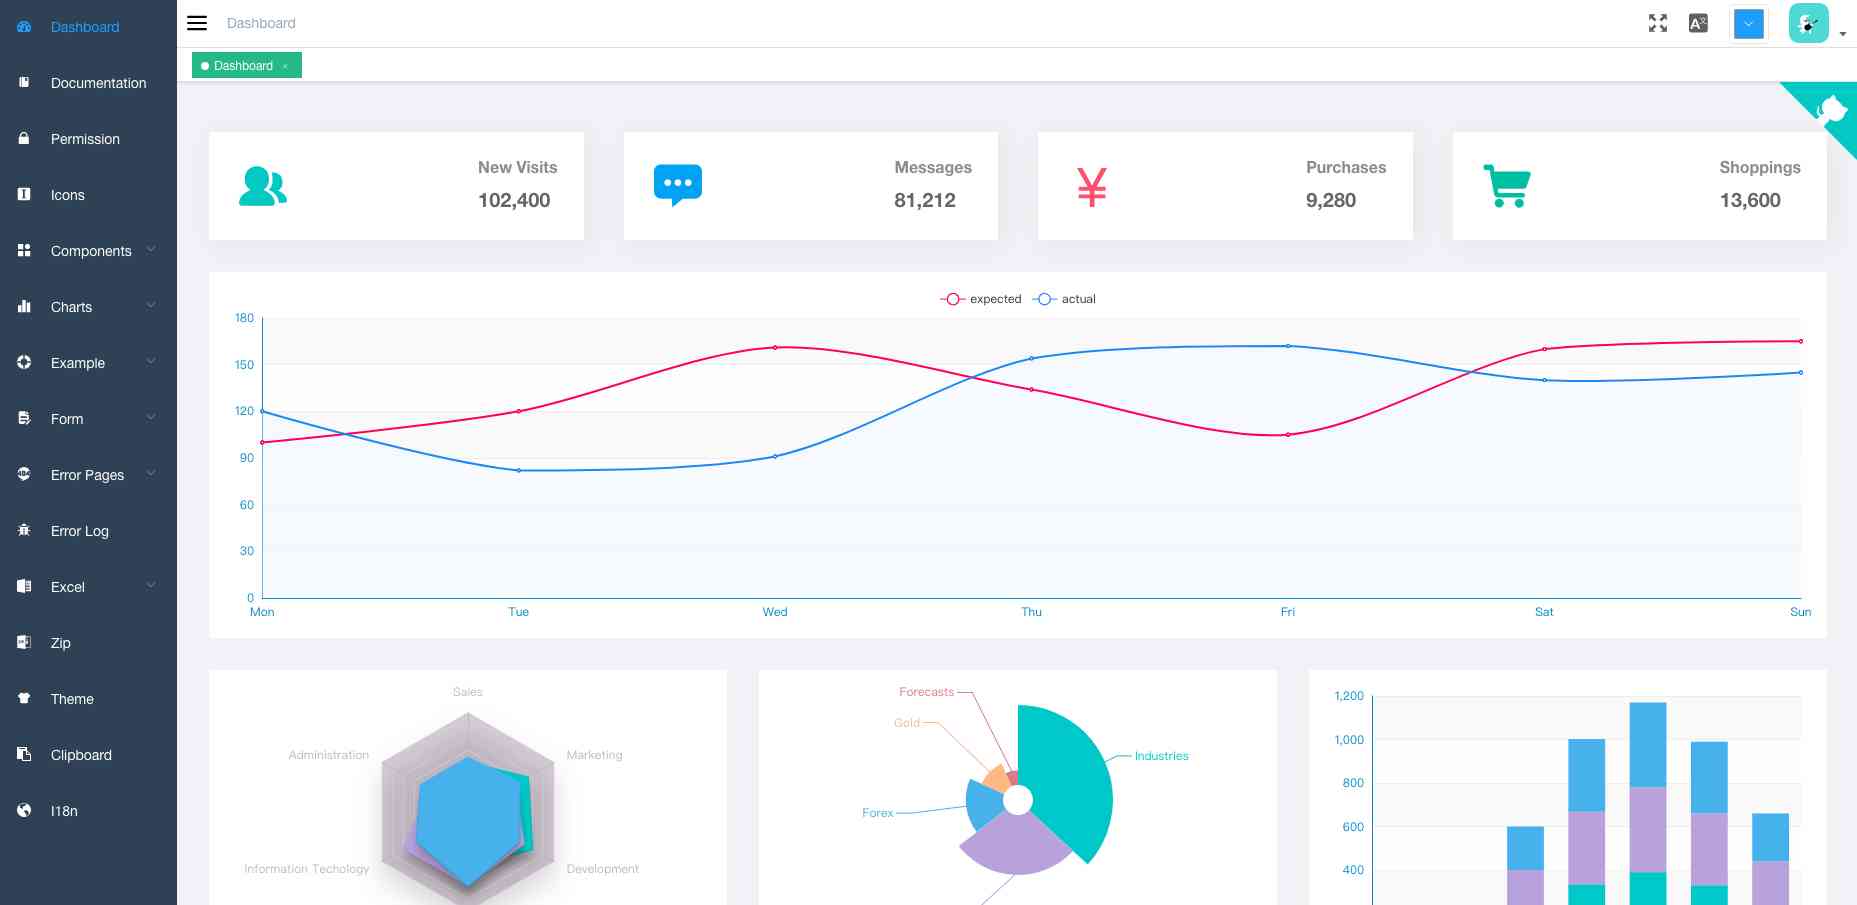 Dashboard
Documentation
Permission
Icons
Components
Charts
Example
Form
Error Pages
Error Log
Excel
Zip
Theme
Clipboard
I18n
Dashboard
Dashboard ×
New Visits
102,400
Messages
81,212
¥
Purchases
9,280
Shoppings
13,600
expected actual
180
150
120
90
60
30
0
Mon Tue Wed Thu Fri Sat Sun
Sales
Administration
Marketing
Information Techology
Development
Forecasts
Gold
Industries
Forex
1,200
1,000
800
600
400